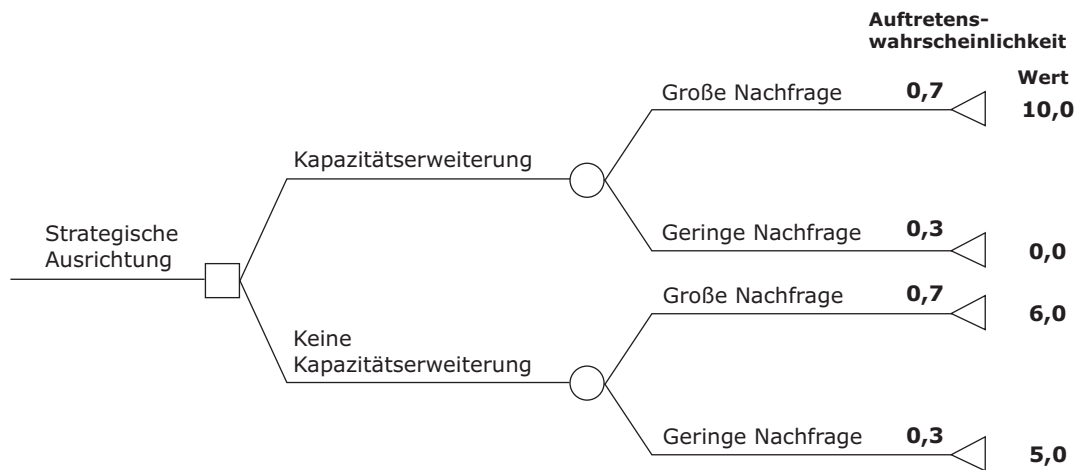 Auftretens-
wahrscheinlichkeit
Wert
Große Nachfrage 0,7 10,0
Kapazitätserweiterung
Geringe Nachfrage 0,3 0,0
Strategische
Ausrichtung
Große Nachfrage 0,7 6,0
Keine
Kapazitätserweiterung
Geringe Nachfrage 0,3 5,0